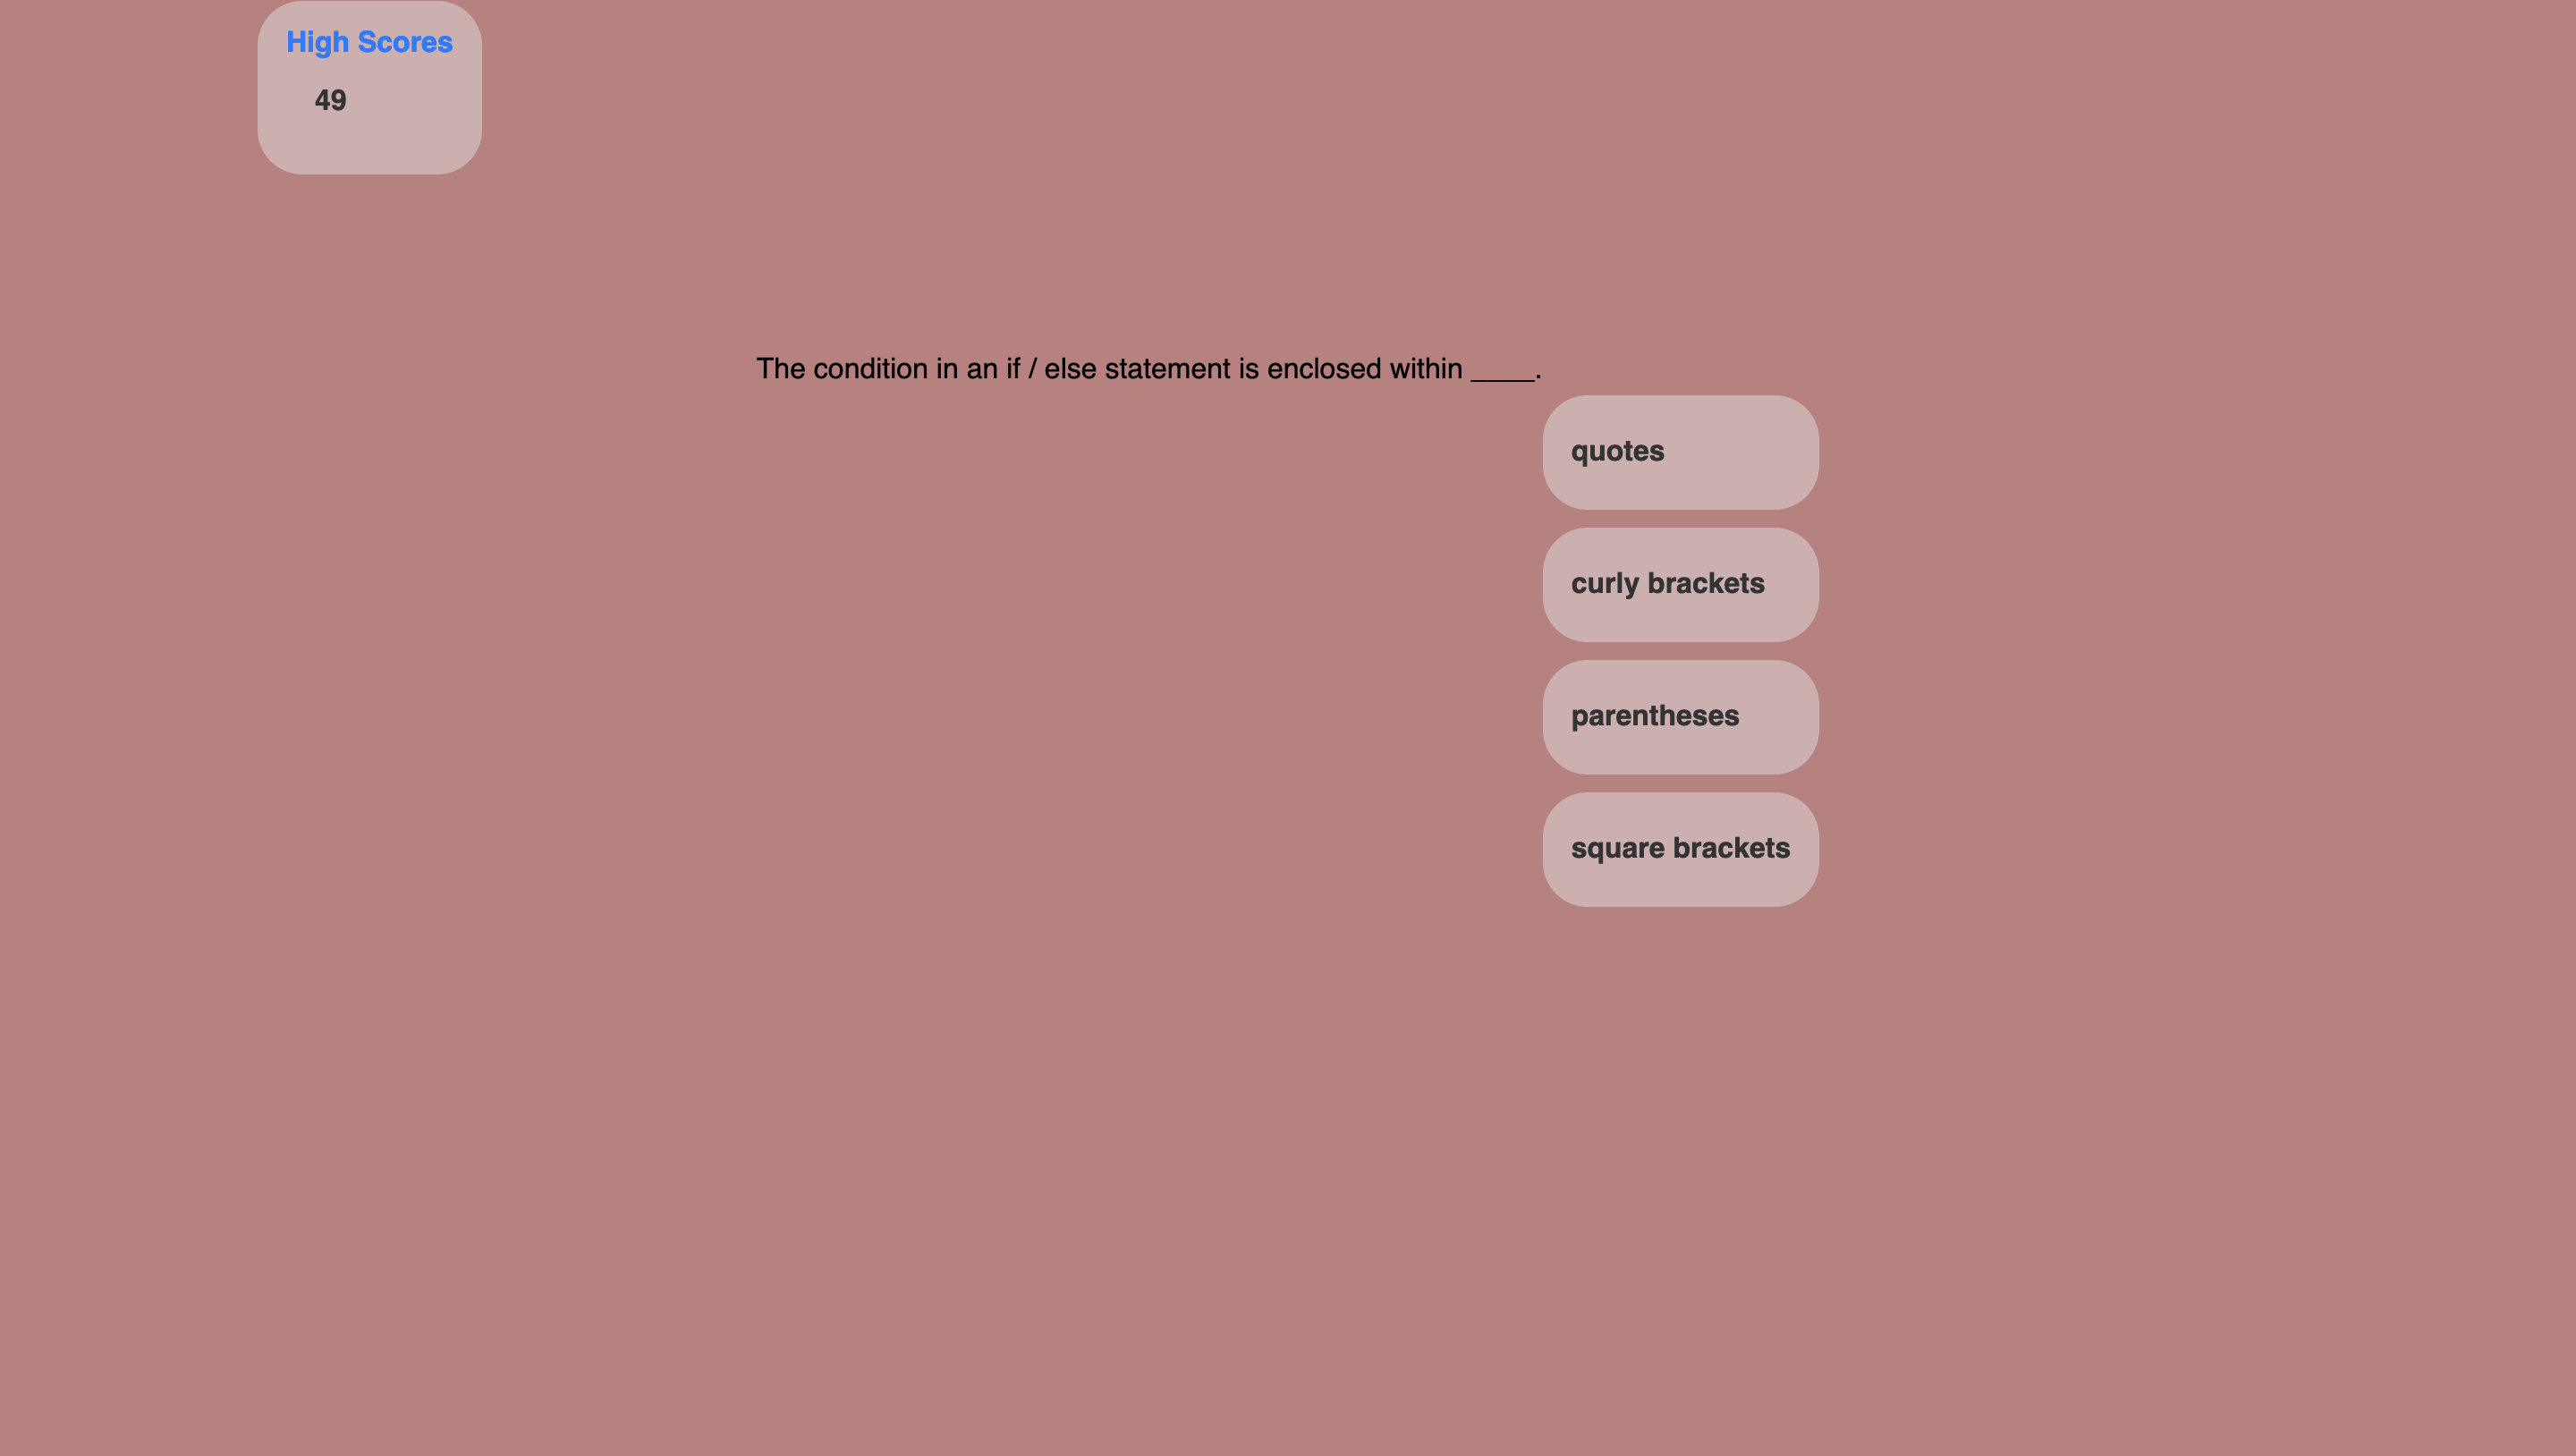 High Scores
49
The condition in an if / else statement is enclosed within ____.
quotes
curly brackets
parentheses
square brackets